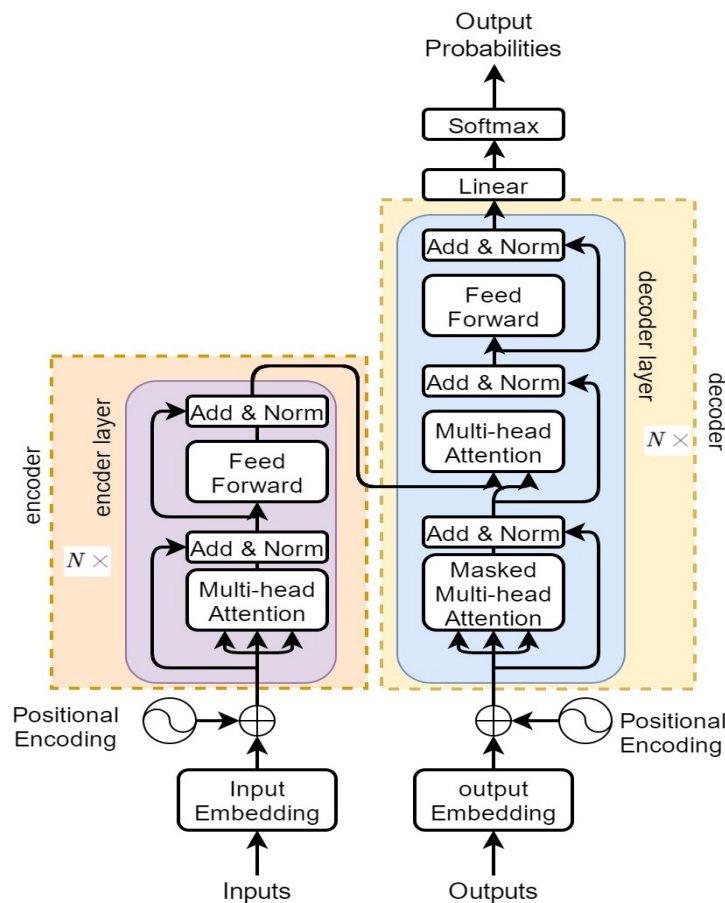 Output
Probabilities
Softmax
Linear
Add & Norm
Feed
Forward
Add & Norm
Multi-head
Attention
Add & Norm
Masked
Multi-head
Attention
decoder layer
decoder
N ×
Add & Norm
Feed
Forward
Add & Norm
Multi-head
Attention
encoder
encder layer
N ×
Positional
Encoding
Positional
Encoding
Input
Embedding
output
Embedding
Inputs
Outputs